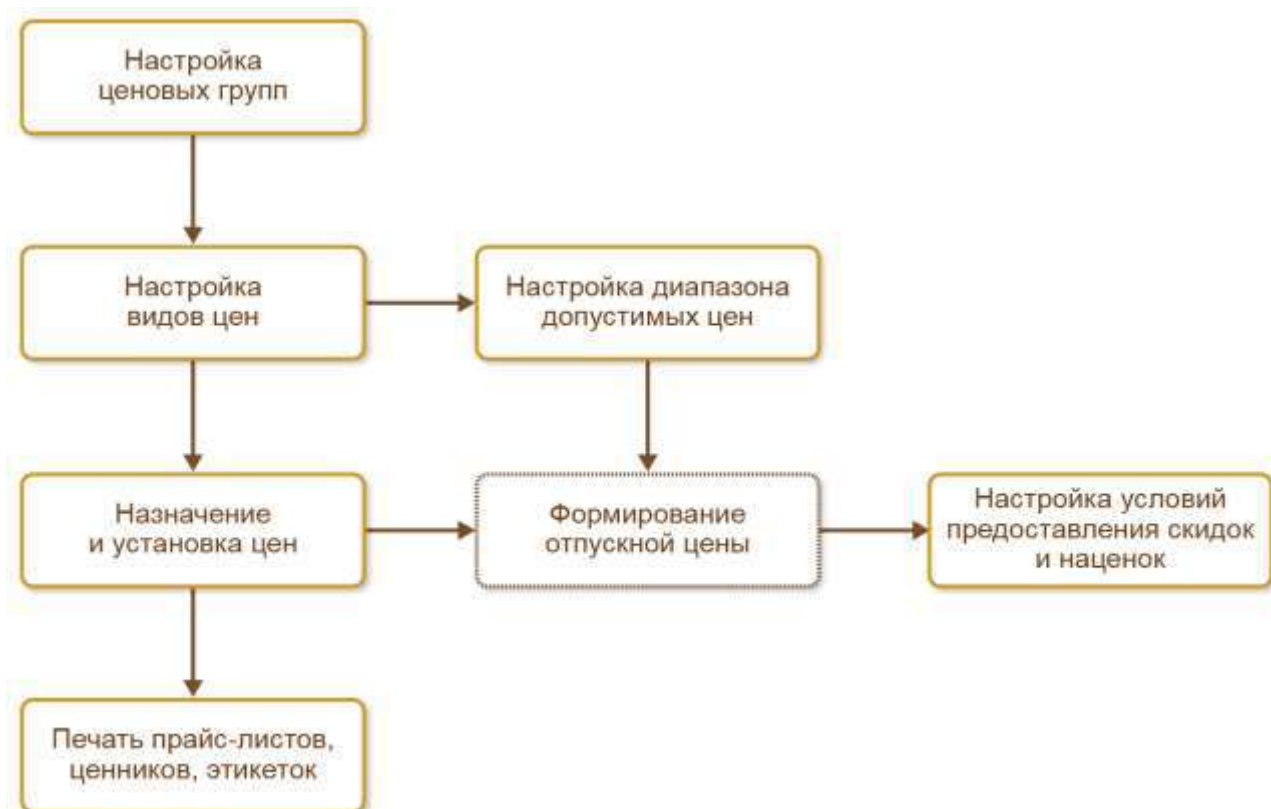 Настройка
ценовых групп
Настройка
видов цен
Настройка диапазона
допустимых цен
Назначение
и установка цен
Формирование
отпускной цены
Настройка условий
предоставления скидок
и наценок
Печать прайс-листов,
ценников, этикеток